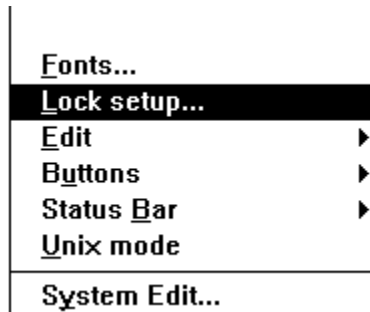 Fonts...
Lock setup...
Edit
Buttons
Status Bar
Unix mode
System Edit...